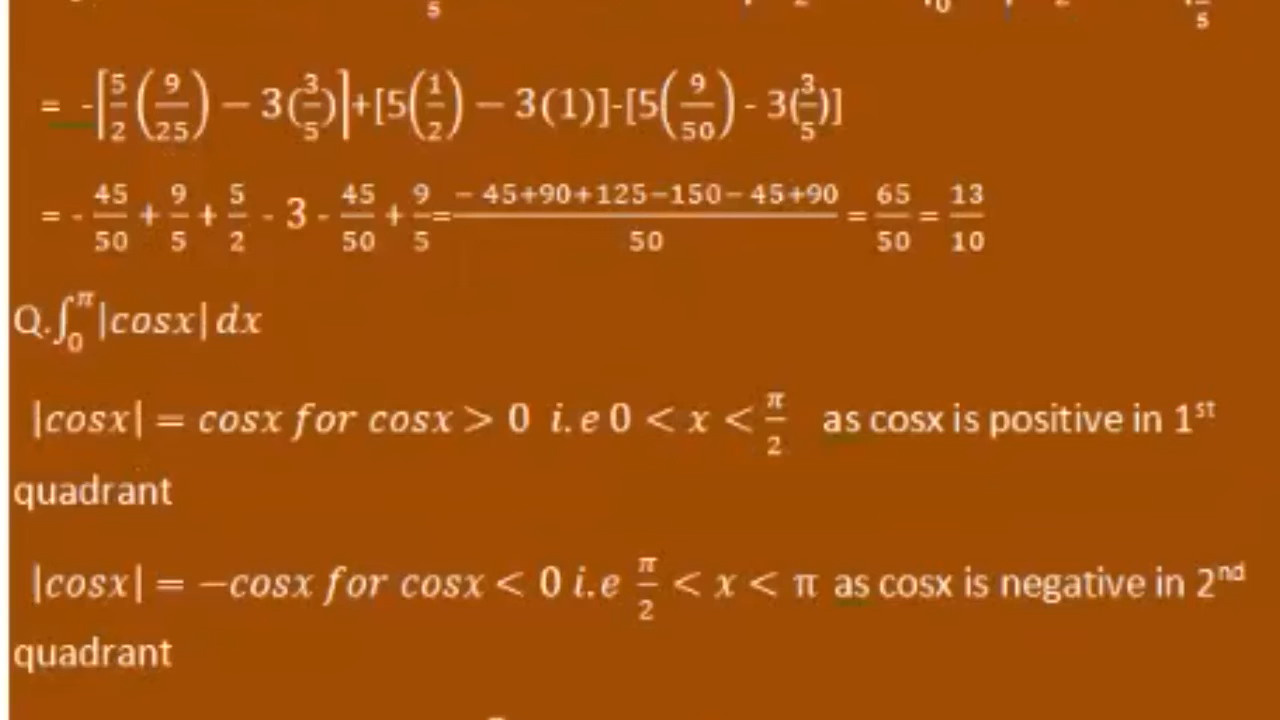 = -[5/2(9/25) − 3(3/5)]+[5(1/2) − 3(1)]-[5(9/50) - 3(3/5)]
= - 45/50 + 9/5 + 5/2 - 3 - 45/50 + 9/5 = − 45+90+125−150− 45+90/50 = 65/50 = 13/10
Q.∫₀^π|cosx| dx
|cosx| = cosx for cosx > 0 i.e 0 < x < π/2 as cosx is positive in 1st
quadrant
|cosx| = −cosx for cosx < 0 i.e π/2 < x < π as cosx is negative in 2nd
quadrant